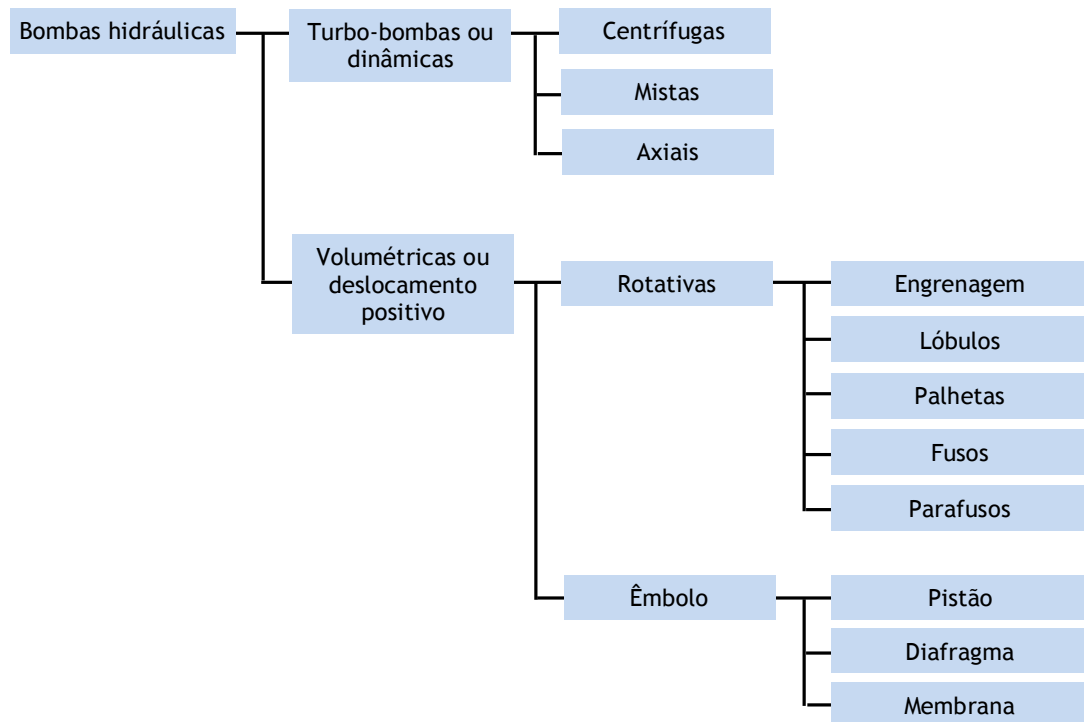 Bombas hidráulicas
Turbo-bombas ou
dinâmicas
Centrífugas
Mistas
Axiais
Volumétricas ou
deslocamento
positivo
Rotativas
Engrenagem
Lóbulos
Palhetas
Fusos
Parafusos
Êmbolo
Pistão
Diafragma
Membrana